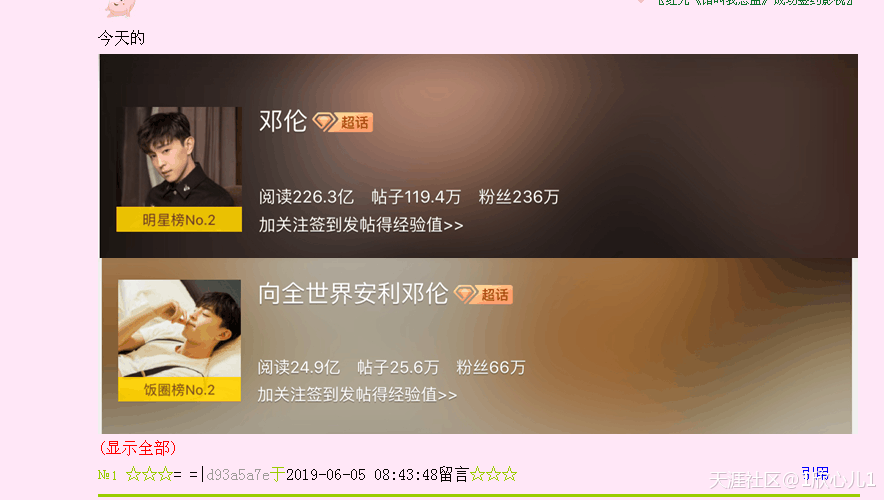 今天的
邓伦 超话
阅读226.3亿 帖子119.4万 粉丝236万
明星榜No.2
加关注签到发帖得经验值>>
向全世界安利邓伦 超话
阅读24.9亿 帖子25.6万 粉丝66万
饭圈榜No.2
加关注签到发帖得经验值>>
(显示全部)
№1 ☆☆☆= =|d93a5a7e于2019-06-05 08:43:48留言☆☆☆ 引用
天涯社区@1